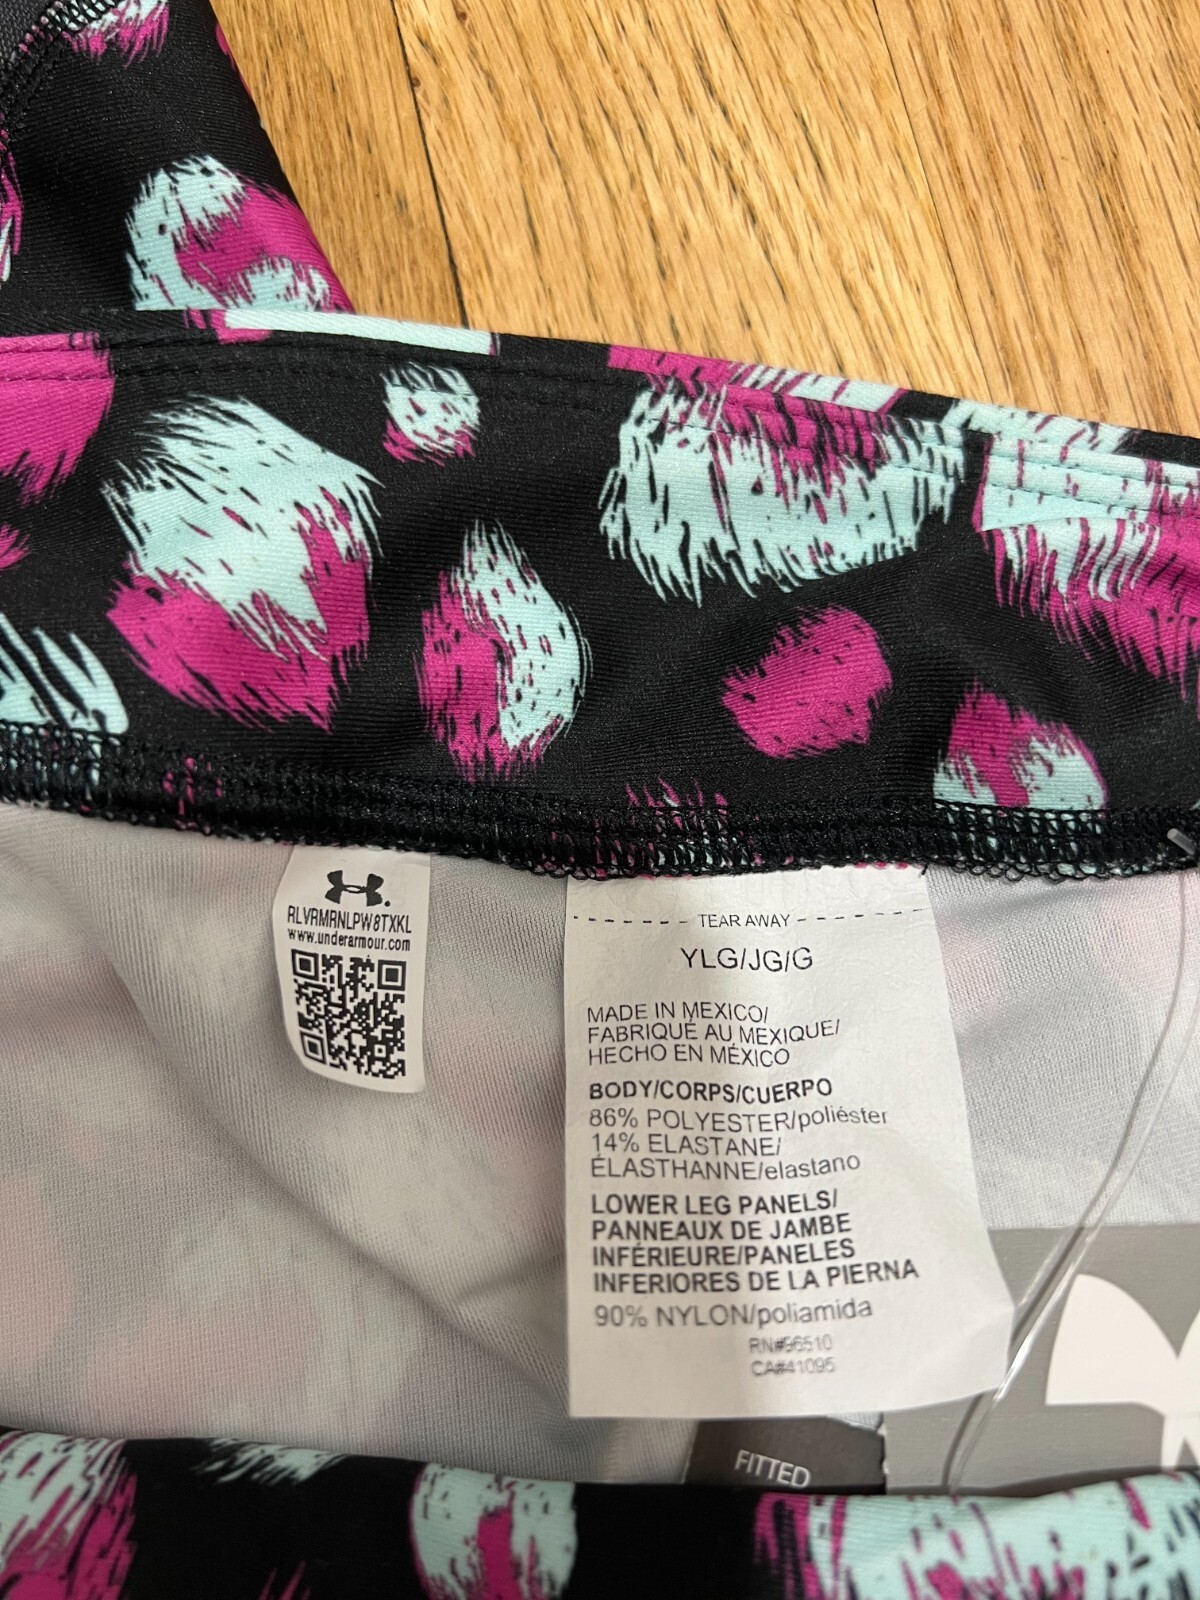 RLVRMRNLPW8TXKL
www.underarmour.com
TEAR AWAY
YLG/JG/G
MADE IN MEXICO/
FABRIQUÉ AU MEXIQUE/
HECHO EN MÉXICO
BODY/CORPS/CUERPO
86% POLYESTER/poliéster
14% ELASTANE/
ÉLASTHANNE/elastano
LOWER LEG PANELS/
PANNEAUX DE JAMBE
INFÉRIEURE/PANELES
INFERIORES DE LA PIERNA
90% NYLON/poliamida
RN#96510
CA#41095
FITTED